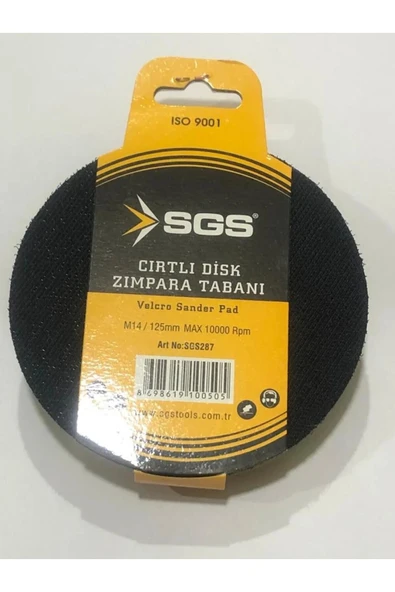 ISO 9001
SGS®
CIRTLI DİSK
ZIMPARA TABANI
Velcro Sander Pad
M14 / 125mm MAX 10000 Rpm
Art No:SGS287
8 698619 100505
www.sgstools.com.tr